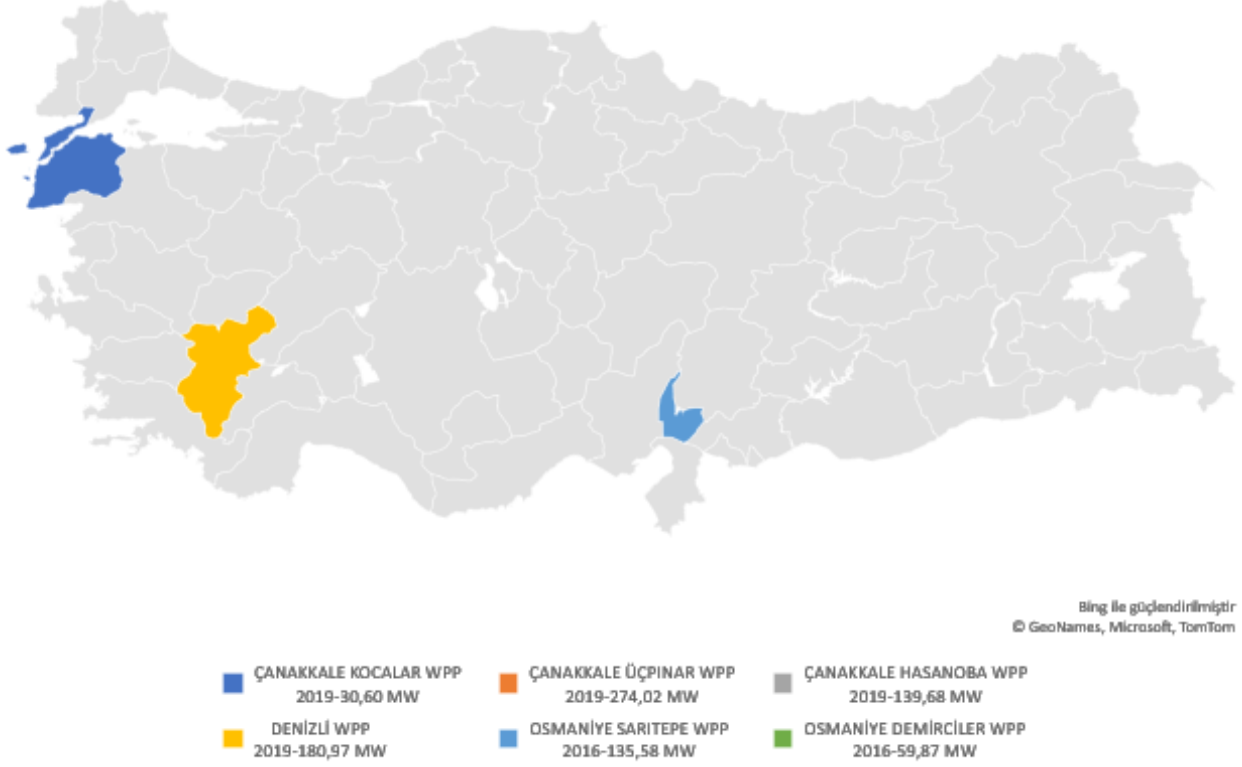 Bing ile güçlendirilmiştir
© GeoNames, Microsoft, TomTom
ÇANAKKALE KOCALAR WPP
2019-30,60 MW
ÇANAKKALE ÜÇPINAR WPP
2019-274,02 MW
ÇANAKKALE HASANOBA WPP
2019-139,68 MW
DENİZLİ WPP
2019-180,97 MW
OSMANİYE SARITEPE WPP
2016-135,58 MW
OSMANİYE DEMİRCİLER WPP
2016-59,87 MW